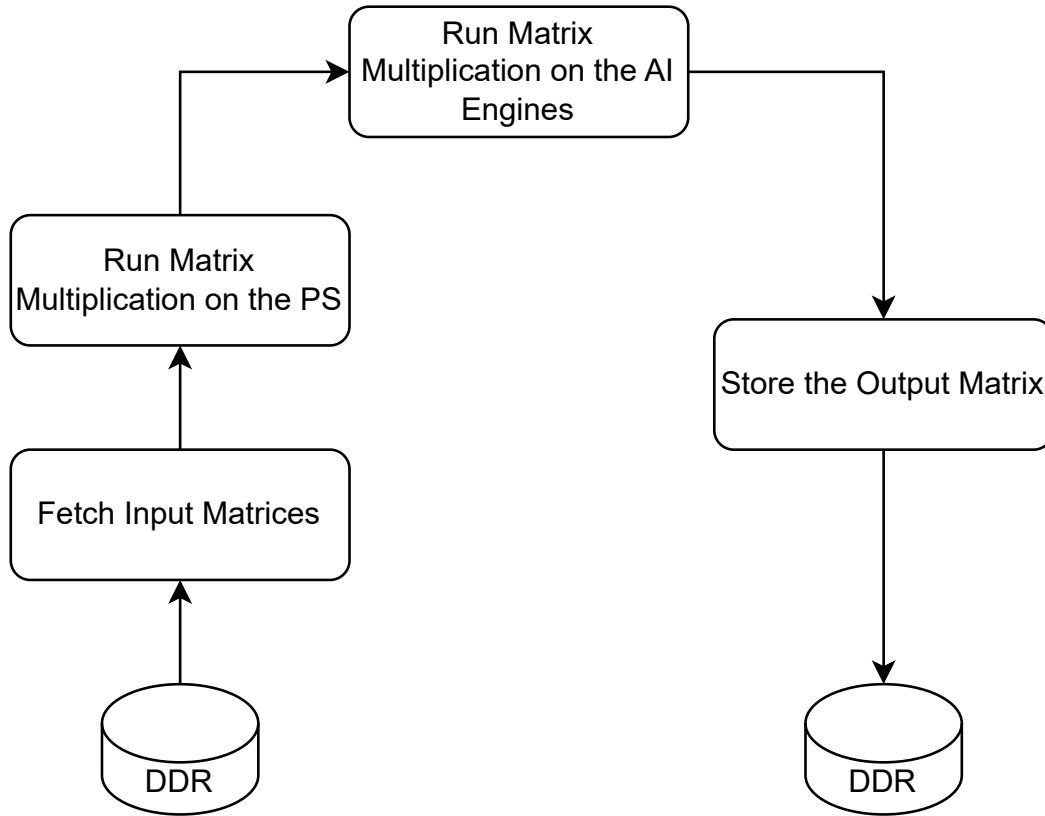 Run Matrix
Multiplication on the AI
Engines
Run Matrix
Multiplication on the PS
Store the Output Matrix
Fetch Input Matrices
DDR
DDR